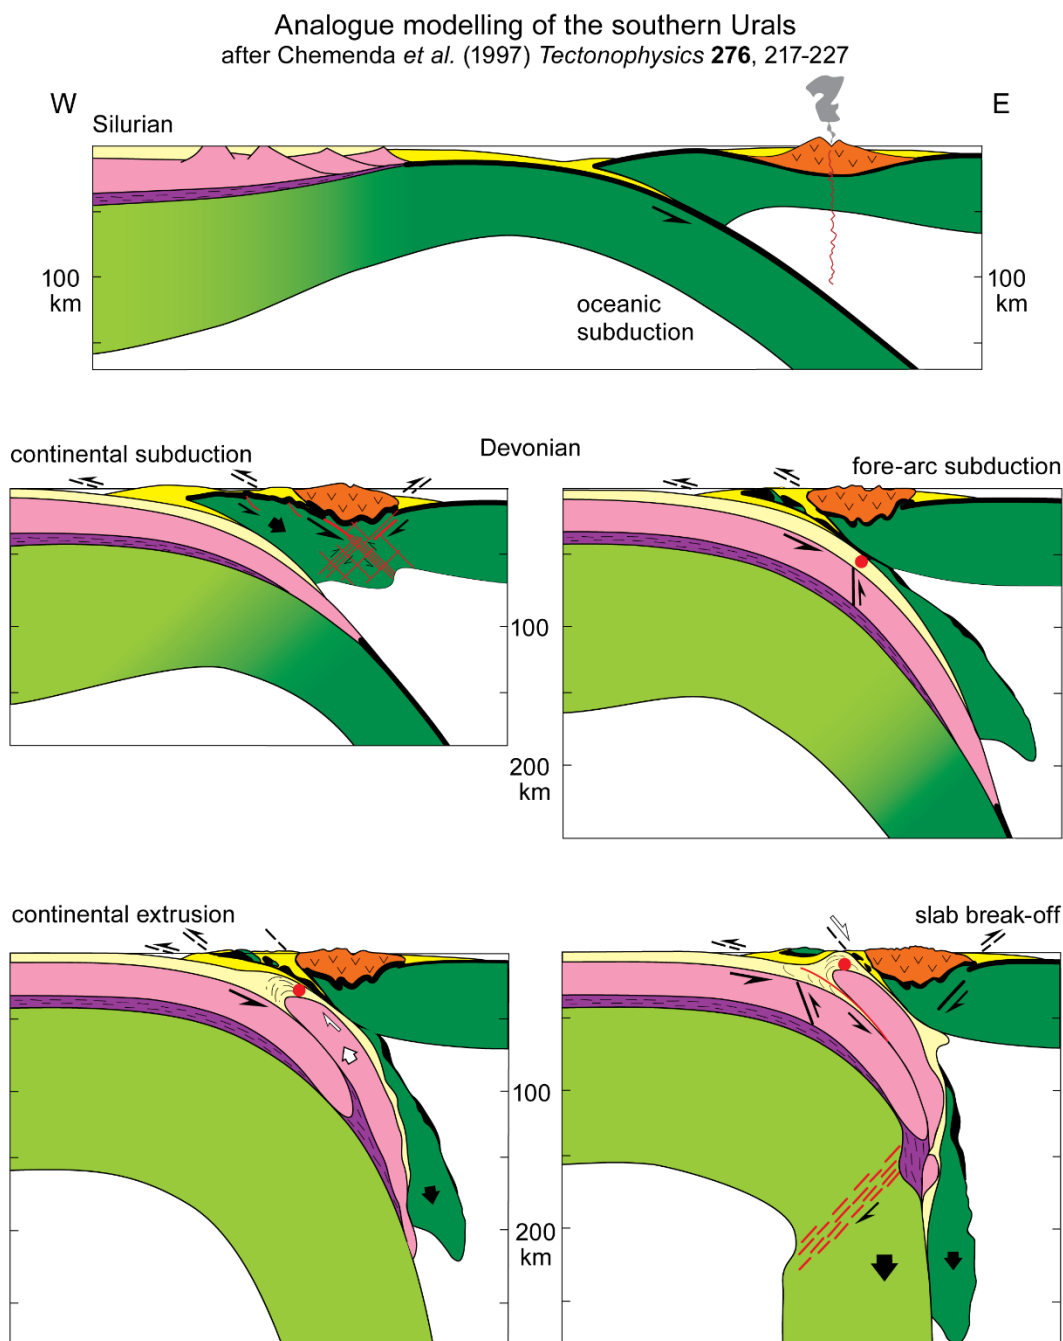 Analogue modelling of the southern Urals
after Chemenda et al. (1997) Tectonophysics 276, 217-227
W
E
Silurian
100
km
100
km
oceanic
subduction
continental subduction
Devonian
fore-arc subduction
100
200
km
continental extrusion
slab break-off
100
200
km